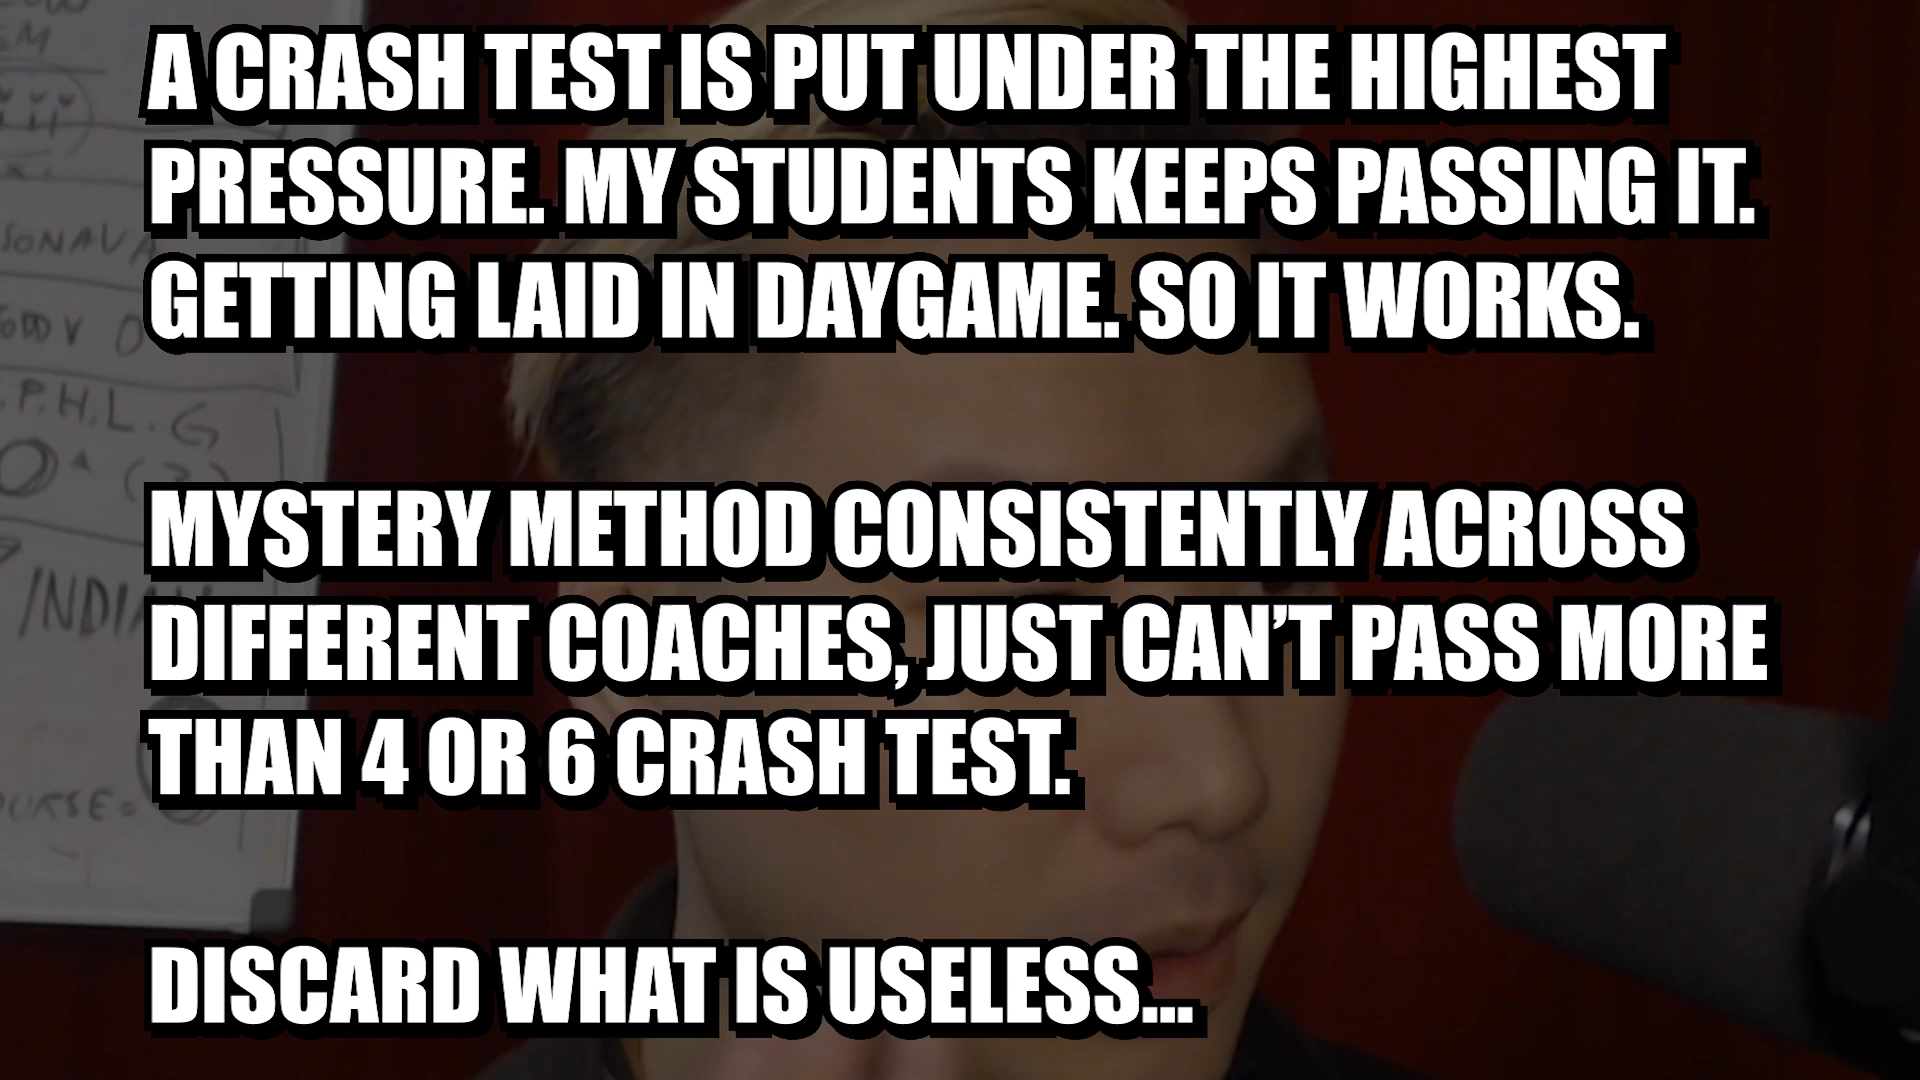 A CRASH TEST IS PUT UNDER THE HIGHEST
PRESSURE. MY STUDENTS KEEPS PASSING IT.
GETTING LAID IN DAYGAME. SO IT WORKS.
MYSTERY METHOD CONSISTENTLY ACROSS
DIFFERENT COACHES, JUST CAN’T PASS MORE
THAN 4 OR 6 CRASH TEST.
DISCARD WHAT IS USELESS...